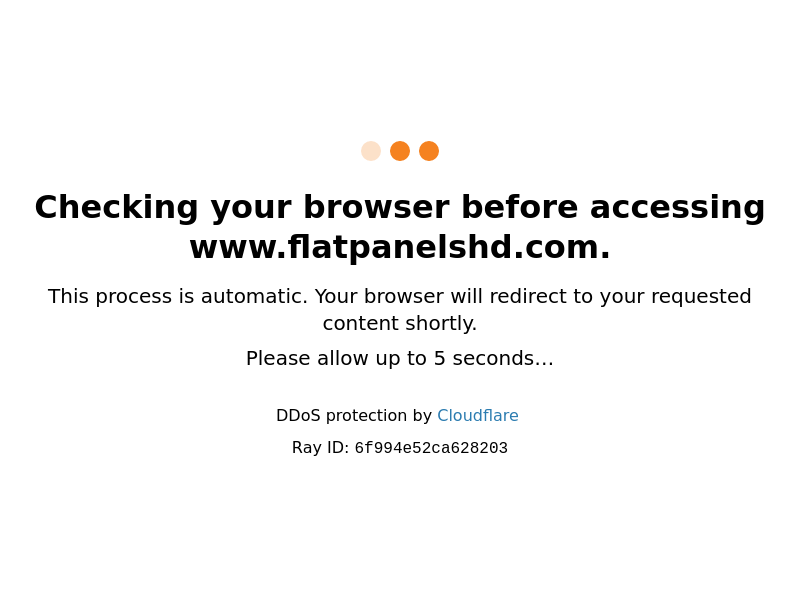 Checking your browser before accessing
www.flatpanelshd.com.
This process is automatic. Your browser will redirect to your requested
content shortly.
Please allow up to 5 seconds…
DDoS protection by Cloudflare
Ray ID: 6f994e52ca628203